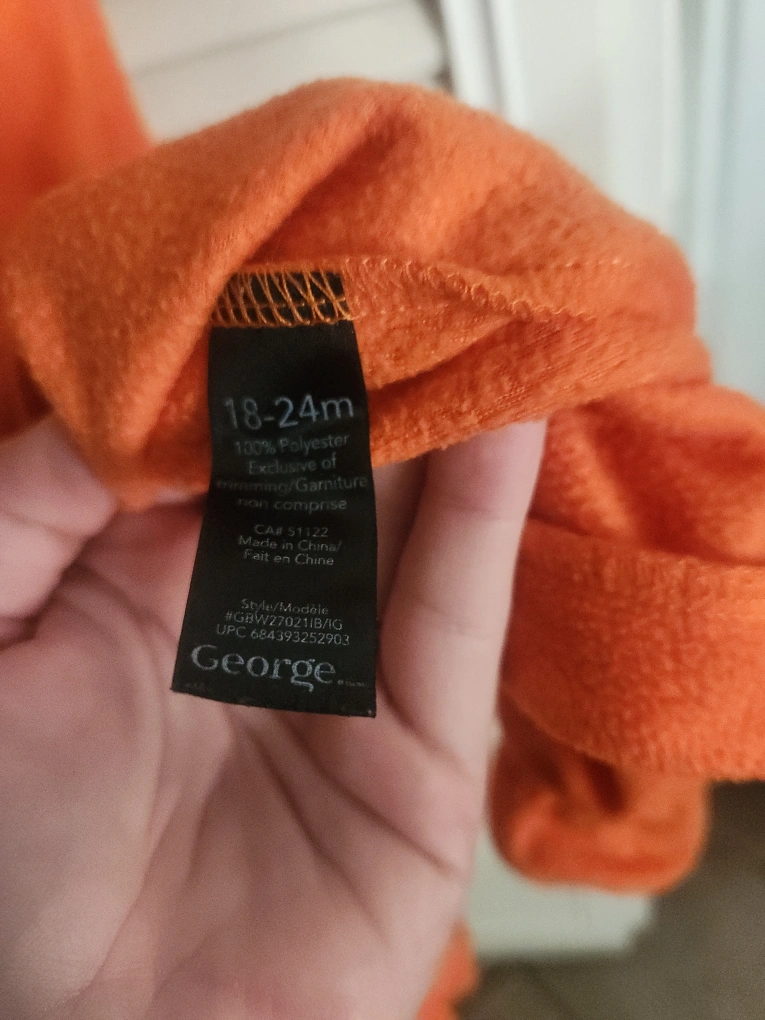 18-24m
100% Polyester
Exclusive of
trimming/Garniture
non comprise
CA# 51122
Made in China/
Fait en Chine
Style/Modèle
#GBW27021IB/IG
UPC 684393252903
George